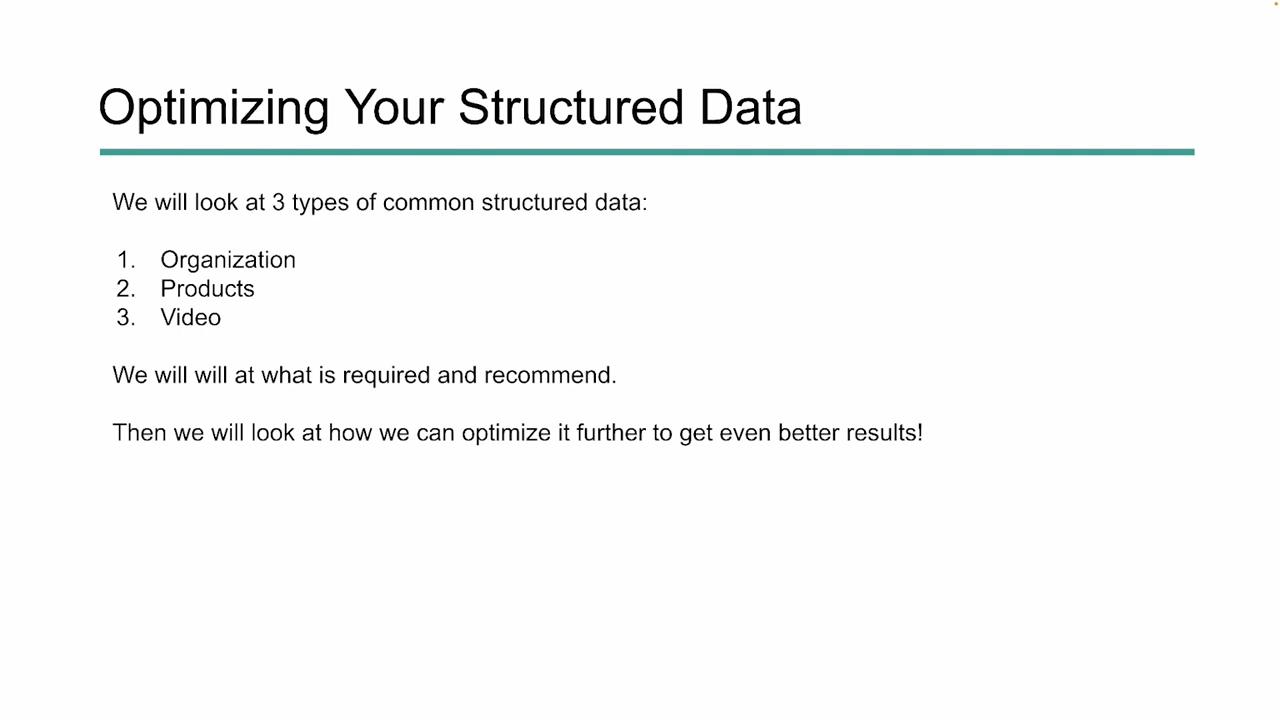 Optimizing Your Structured Data
We will look at 3 types of common structured data:
1. Organization
2. Products
3. Video
We will will at what is required and recommend.
Then we will look at how we can optimize it further to get even better results!